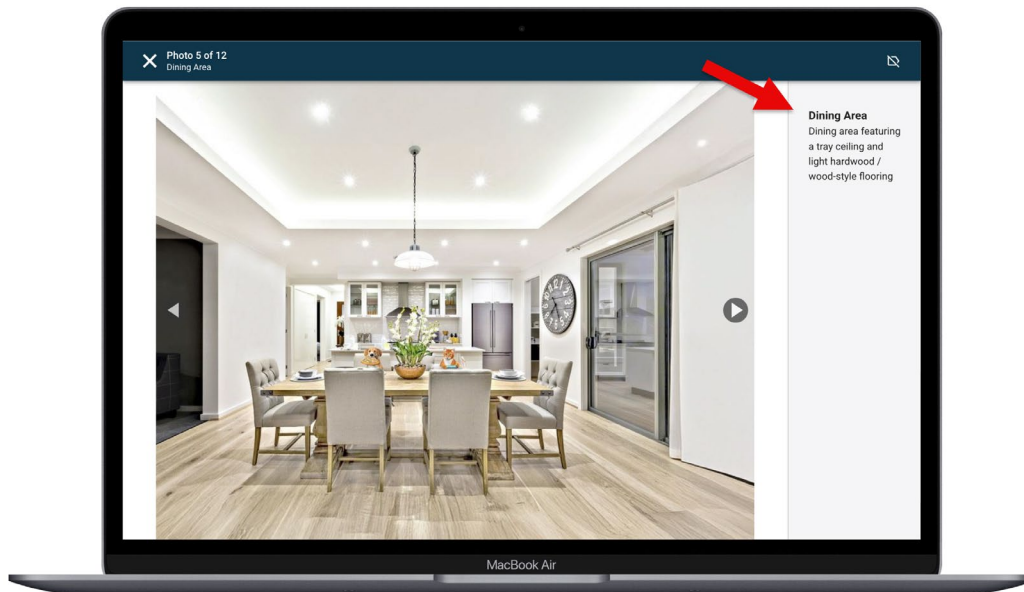 Photo 5 of 12
Dining Area
Dining Area
Dining area featuring
a tray ceiling and
light hardwood /
wood-style flooring
MacBook Air